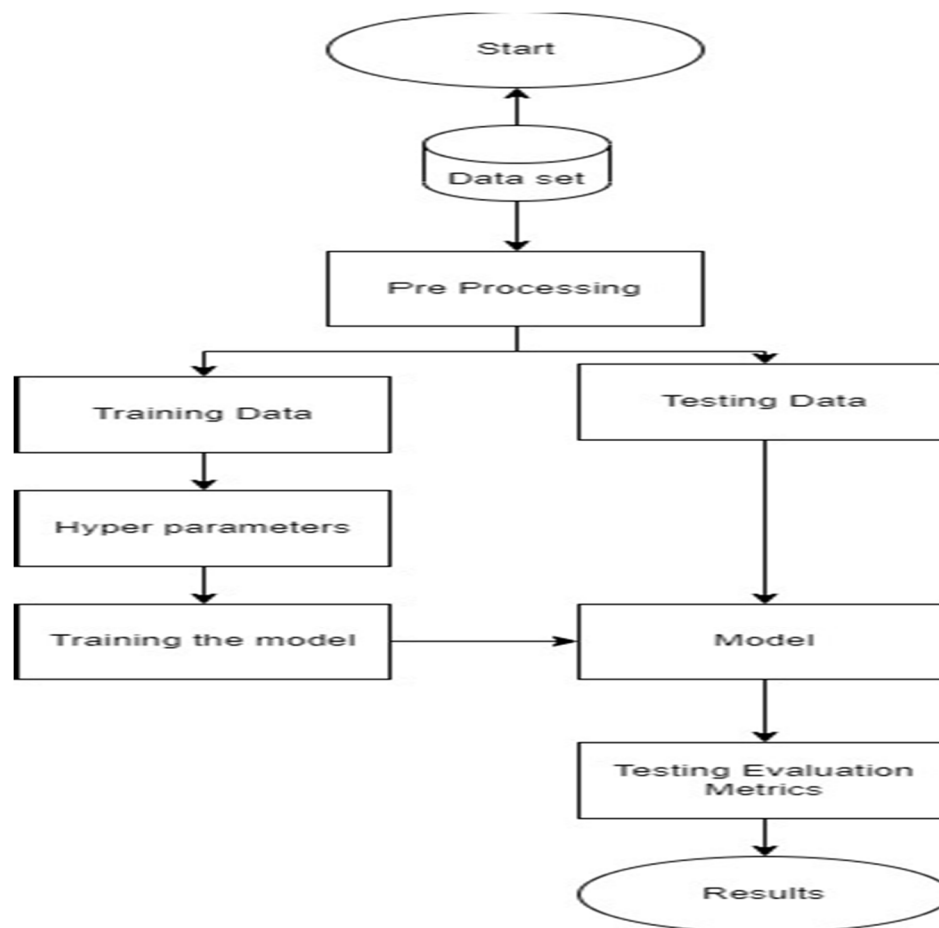 Start
Data set
Pre Processing
Training Data
Testing Data
Hyper parameters
Training the model
Model
Testing Evaluation
Metrics
Results